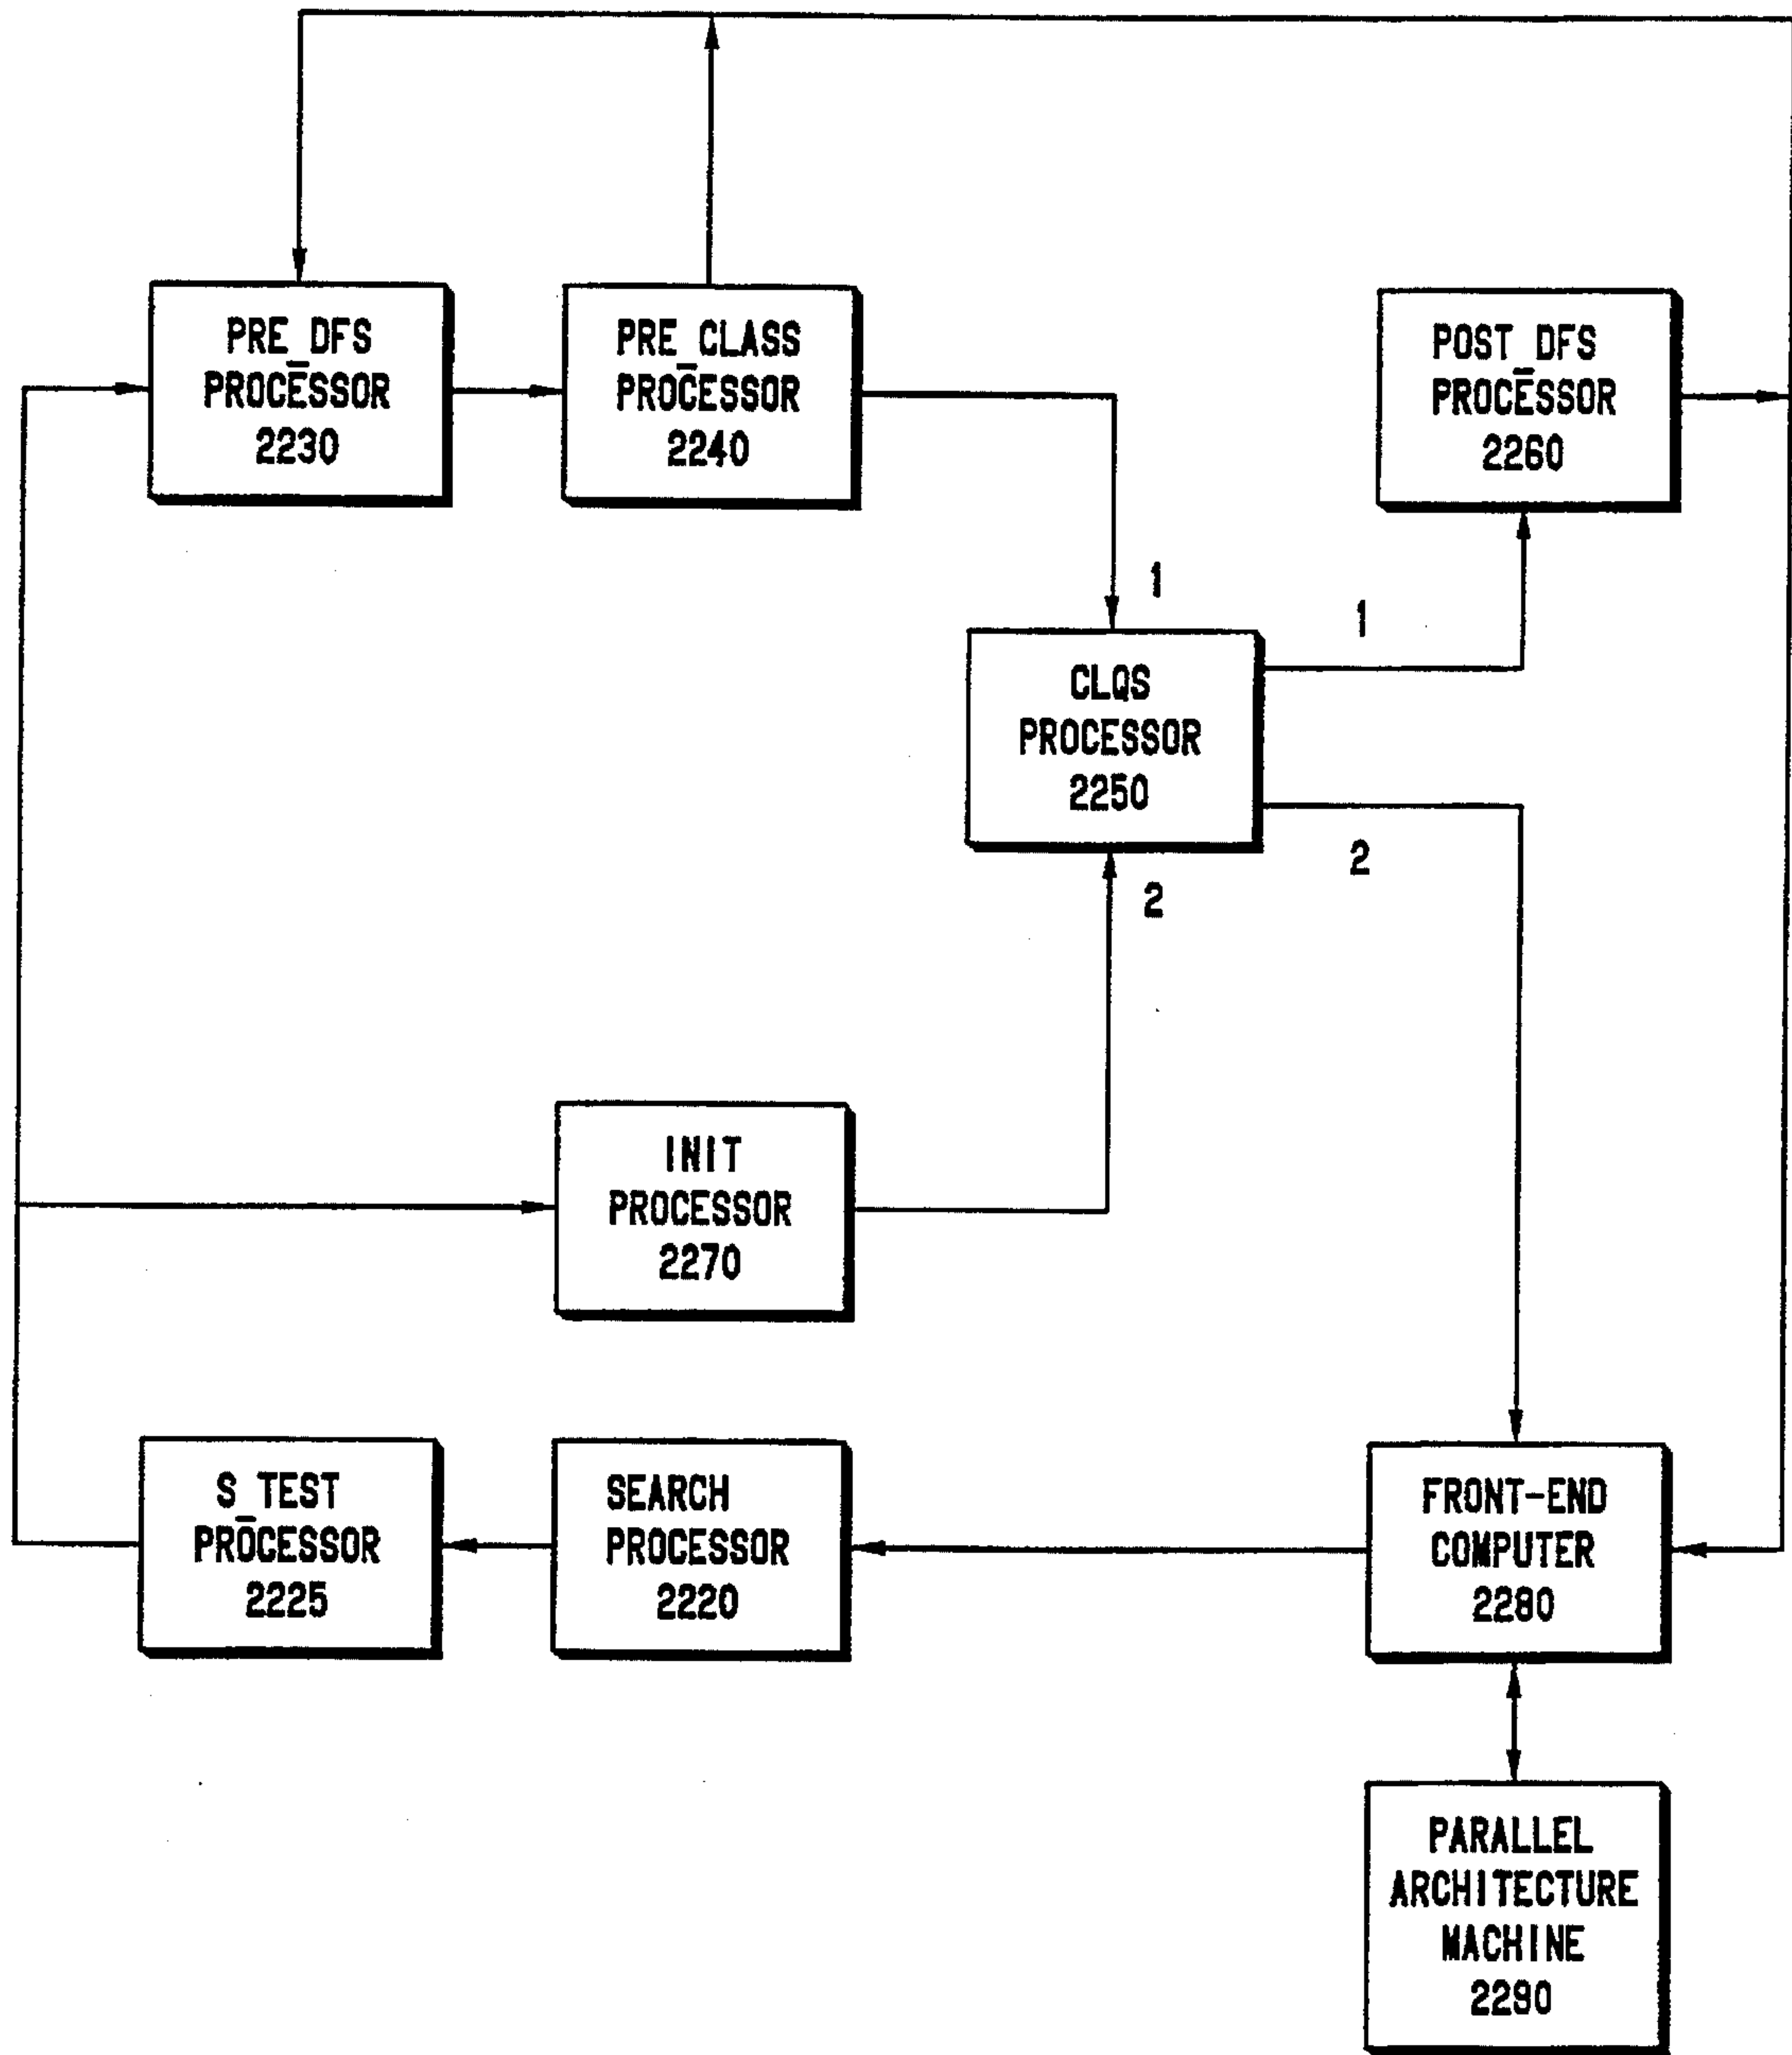 PRE_DFS
PROCESSOR
2230
PRE_CLASS
PROCESSOR
2240
POST_DFS
PROCESSOR
2260
1
1
CLQS
PROCESSOR
2250
2
2
INIT
PROCESSOR
2270
S_TEST
PROCESSOR
2225
SEARCH
PROCESSOR
2220
FRONT-END
COMPUTER
2280
PARALLEL
ARCHITECTURE
MACHINE
2290